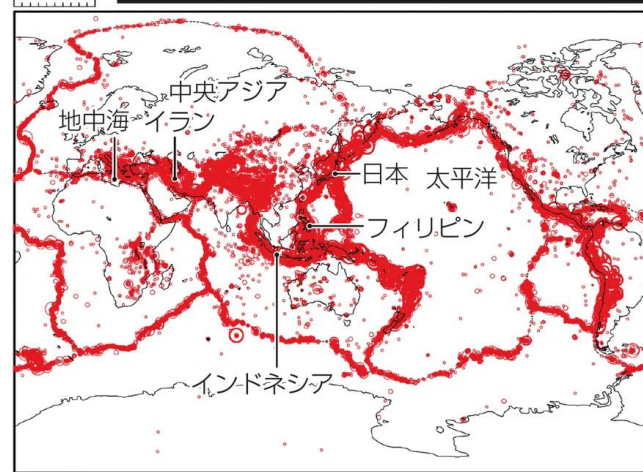 中央アジア
地中海 イラン
日本 太平洋
フィリピン
インドネシア